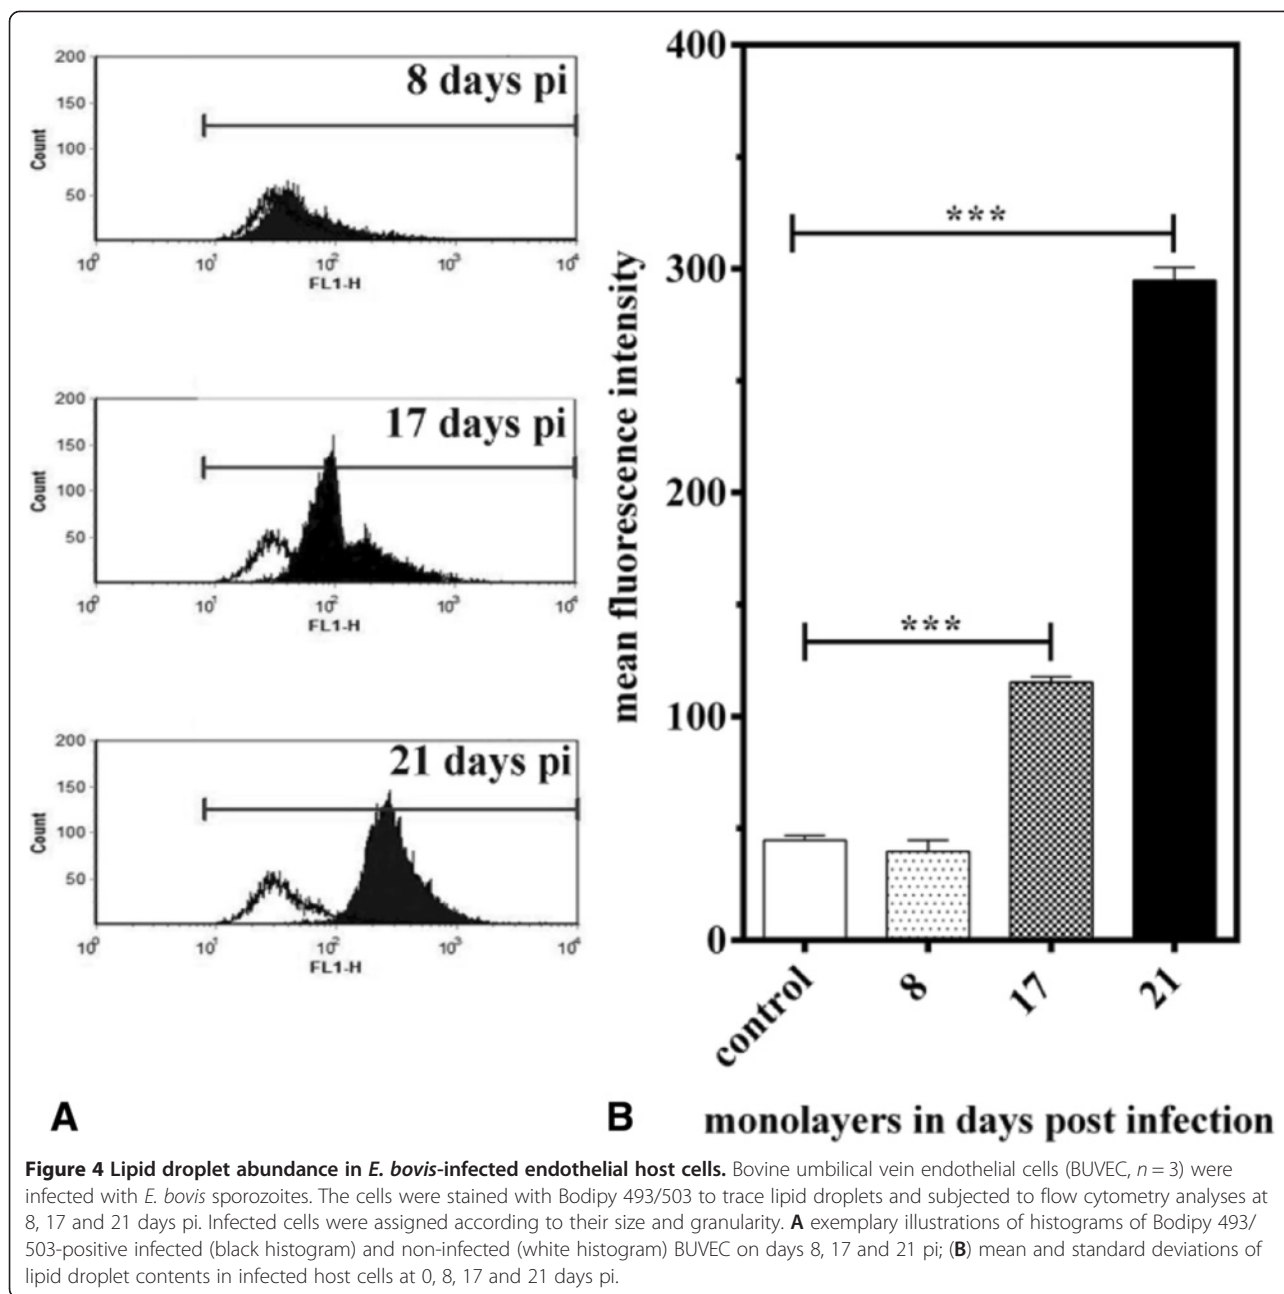 200
150
100
50
Count
8 days pi
10⁰ 10¹ 10² 10³ 10⁴
FL1-H
200
150
100
50
Count
17 days pi
10⁰ 10¹ 10² 10³ 10⁴
FL1-H
200
150
100
50
Count
21 days pi
10⁰ 10¹ 10² 10³ 10⁴
FL1-H
A
400
300
200
100
0
mean fluorescence intensity
***
***
control 8 17 21
B monolayers in days post infection
Figure 4 Lipid droplet abundance in E. bovis-infected endothelial host cells. Bovine umbilical vein endothelial cells (BUVEC, n = 3) were
infected with E. bovis sporozoites. The cells were stained with Bodipy 493/503 to trace lipid droplets and subjected to flow cytometry analyses at
8, 17 and 21 days pi. Infected cells were assigned according to their size and granularity. A exemplary illustrations of histograms of Bodipy 493/
503-positive infected (black histogram) and non-infected (white histogram) BUVEC on days 8, 17 and 21 pi; (B) mean and standard deviations of
lipid droplet contents in infected host cells at 0, 8, 17 and 21 days pi.